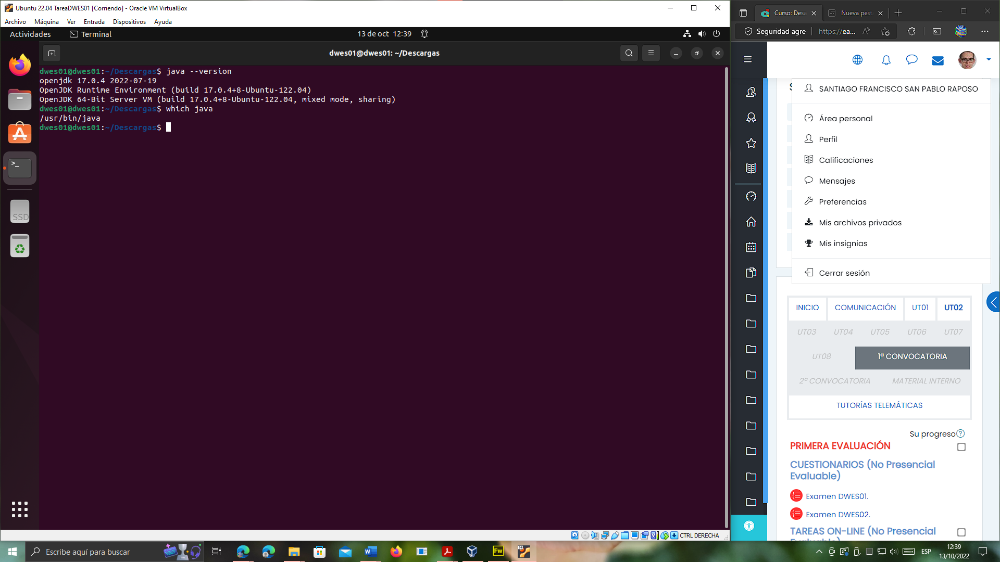 Ubuntu 22.04 TareaDWES01 [Corriendo] - Oracle VM VirtualBox
Archivo Máquina Ver Entrada Dispositivos Ayuda
Actividades Terminal 13 de oct 12:39
dwes01@dwes01: ~/Descargas
dwes01@dwes01:~/Descargas$ java --version
openjdk 17.0.4 2022-07-19
OpenJDK Runtime Environment (build 17.0.4+8-Ubuntu-122.04)
OpenJDK 64-Bit Server VM (build 17.0.4+8-Ubuntu-122.04, mixed mode, sharing)
dwes01@dwes01:~/Descargas$ which java
/usr/bin/java
dwes01@dwes01:~/Descargas$
SSD
CTRL DERECHA
Curso: Desa
Nueva pest
Seguridad agre https://ea...
SANTIAGO FRANCISCO SAN PABLO RAPOSO
Área personal
Perfil
Calificaciones
Mensajes
Preferencias
Mis archivos privados
Mis insignias
Cerrar sesión
INICIO COMUNICACIÓN UT01 UT02
UT03 UT04 UT05 UT06 UT07
UT08 1ª CONVOCATORIA
2ª CONVOCATORIA MATERIAL INTERNO
TUTORÍAS TELEMÁTICAS
Su progreso
PRIMERA EVALUACIÓN
CUESTIONARIOS (No Presencial
Evaluable)
Examen DWES01.
Examen DWES02.
TAREAS ON-LINE (No Presencial
Escribe aquí para buscar
Fw
64
ESP
12:39
13/10/2022